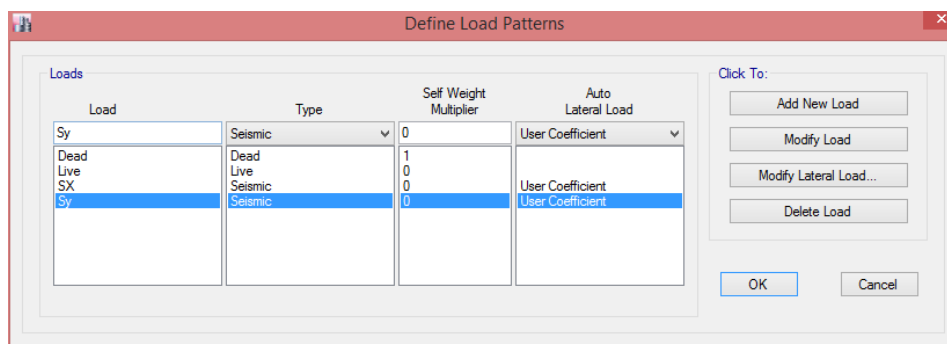 Define Load Patterns
Loads
Click To:
Load Type Self Weight Multiplier Auto Lateral Load
Sy Seismic 0 User Coefficient
Dead Dead 1
Live Live 0
SX Seismic 0 User Coefficient
Sy Seismic 0 User Coefficient
Add New Load
Modify Load
Modify Lateral Load...
Delete Load
OK Cancel